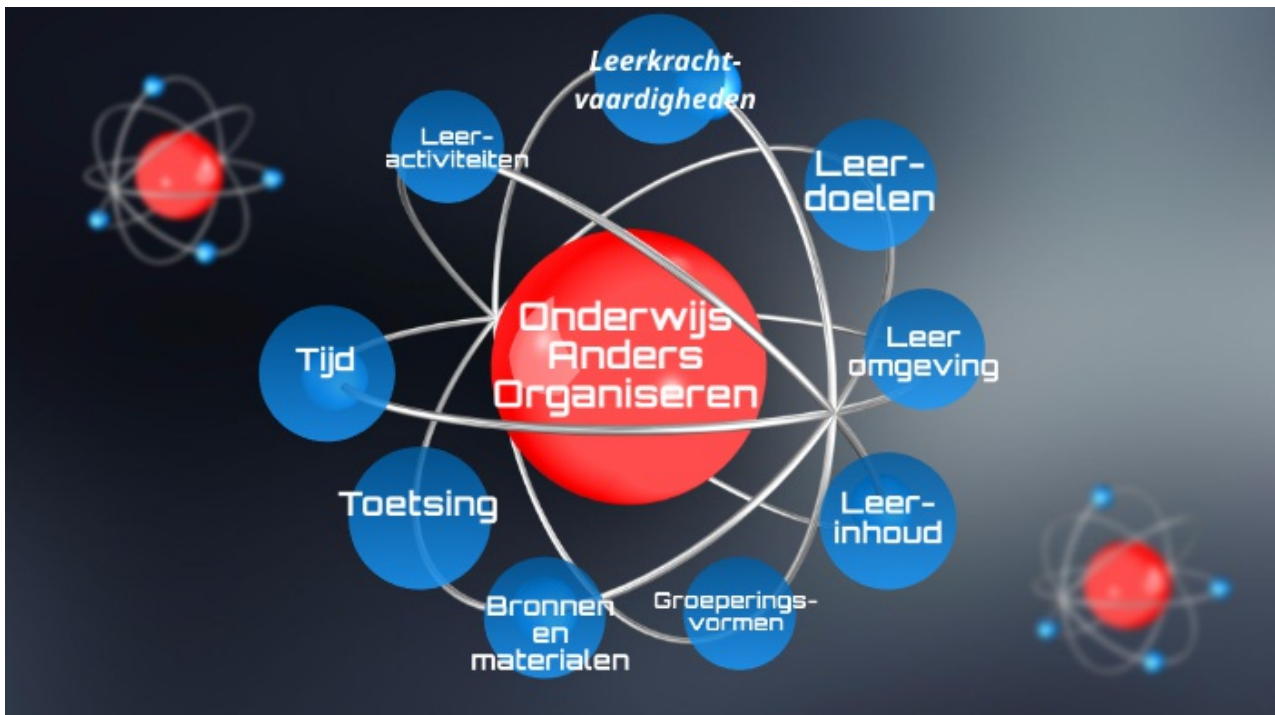 Leerkracht-
vaardigheden
Leer-
activiteiten
Leer-
doelen
Onderwijs
Anders
Organiseren
Leer
omgeving
Tijd
Toetsing
Leer-
inhoud
Bronnen
en
materialen
Groeperings-
vormen